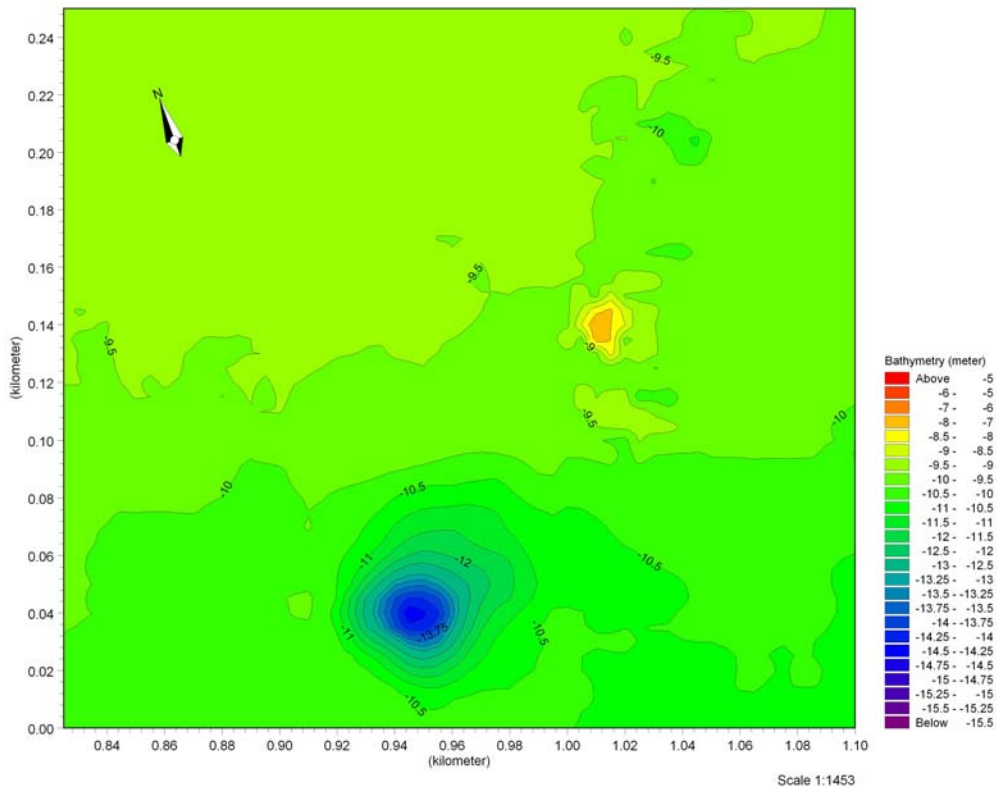 0.24
0.22
0.20
0.18
0.16
0.14
0.12
0.10
0.08
0.06
0.04
0.02
0.00
(kilometer)
N
-9.5
-10
-9.5
-9.5
-9
-9.5
-10
-10
-10.5
-11
-12
-10.5
-11
-13.75
-10.5
-10.5
0.84 0.86 0.88 0.90 0.92 0.94 0.96 0.98 1.00 1.02 1.04 1.06 1.08 1.10
(kilometer)
Bathymetry (meter)
Above -5
-6 - -5
-7 - -6
-8 - -7
-8.5 - -8
-9 - -8.5
-9.5 - -9
-10 - -9.5
-10.5 - -10
-11 - -10.5
-11.5 - -11
-12 - -11.5
-12.5 - -12
-13 - -12.5
-13.25 - -13
-13.5 - -13.25
-13.75 - -13.5
-14 - -13.75
-14.25 - -14
-14.5 - -14.25
-14.75 - -14.5
-15 - -14.75
-15.25 - -15
-15.5 - -15.25
Below -15.5
Scale 1:1453